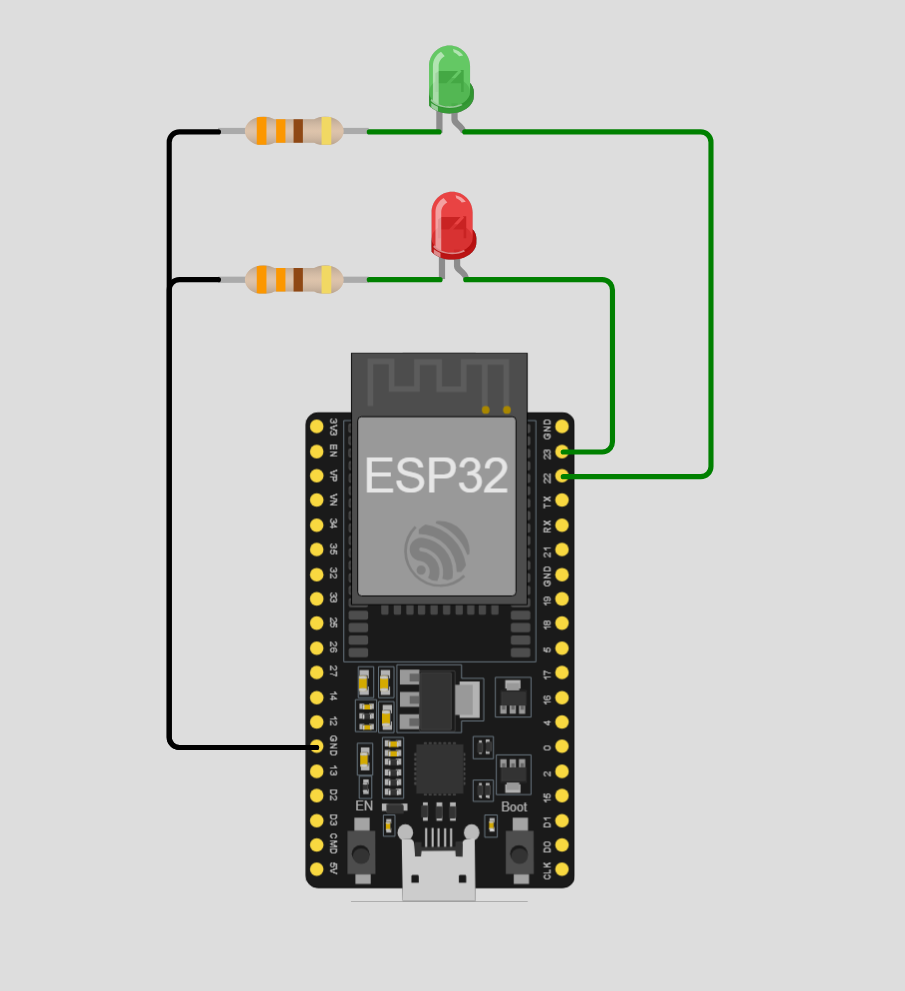 ESP32
3V3
EN
VP
VN
34
35
32
33
25
26
27
14
12
GND
13
D2
D3
CMD
5V
GND
23
22
TX
RX
21
GND
19
18
5
17
16
4
0
2
15
D1
D0
CLK
EN
Boot